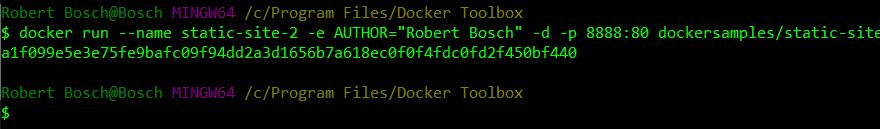 Robert Bosch@Bosch MINGW64 /c/Program Files/Docker Toolbox
$ docker run --name static-site-2 -e AUTHOR="Robert Bosch" -d -p 8888:80 dockersamples/static-site
a1f099e5e3e75fe9bafc09f94dd2a3d1656b7a618ec0f0f4fdc0fd2f450bf440
Robert Bosch@Bosch MINGW64 /c/Program Files/Docker Toolbox
$